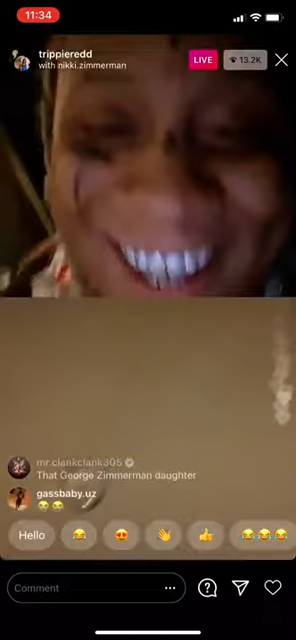 11:34
trippieredd
with nikki.zimmerman
LIVE
13.2K
mr.clankclank305
That George Zimmerman daughter
gassbaby.uz
😭😭
Hello 😂 😍 👋 👍 😂😂😂
Comment